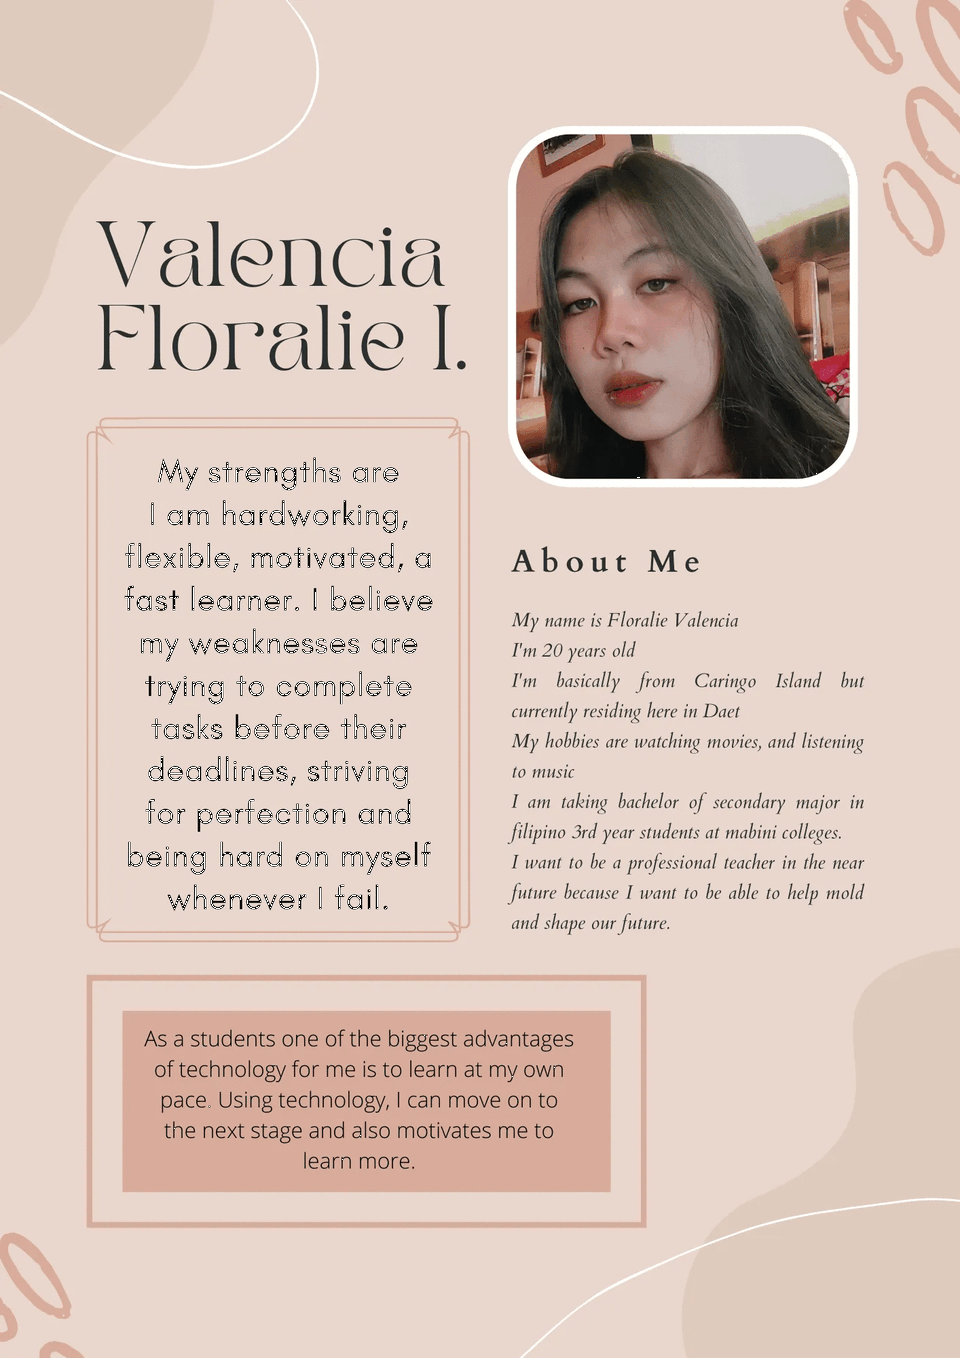 Valencia
Floralie I.
My strengths are
I am hardworking,
flexible, motivated, a
fast learner. I believe
my weaknesses are
trying to complete
tasks before their
deadlines, striving
for perfection and
being hard on myself
whenever I fail.
About Me
My name is Floralie Valencia
I'm 20 years old
I'm basically from Caringo Island but
currently residing here in Daet
My hobbies are watching movies, and listening
to music
I am taking bachelor of secondary major in
filipino 3rd year students at mabini colleges.
I want to be a professional teacher in the near
future because I want to be able to help mold
and shape our future.
As a students one of the biggest advantages
of technology for me is to learn at my own
pace. Using technology, I can move on to
the next stage and also motivates me to
learn more.